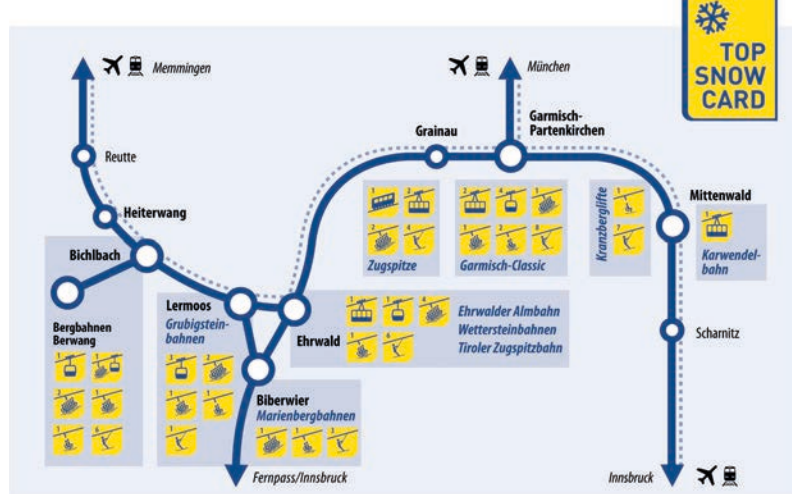 TOP
SNOW
CARD
Memmingen
München
Reutte
Grainau
Garmisch-
Partenkirchen
Heiterwang
Mittenwald
Bichlbach
Zugspitze
Garmisch-Classic
Kranzberglifte
Karwendel-
bahn
Bergbahnen
Berwang
Lermoos
Grubigstein-
bahnen
Ehrwald
Ehrwalder Almbahn
Wettersteinbahnen
Tiroler Zugspitzbahn
Scharnitz
Biberwier
Marienbergbahnen
Fernpass/Innsbruck
Innsbruck